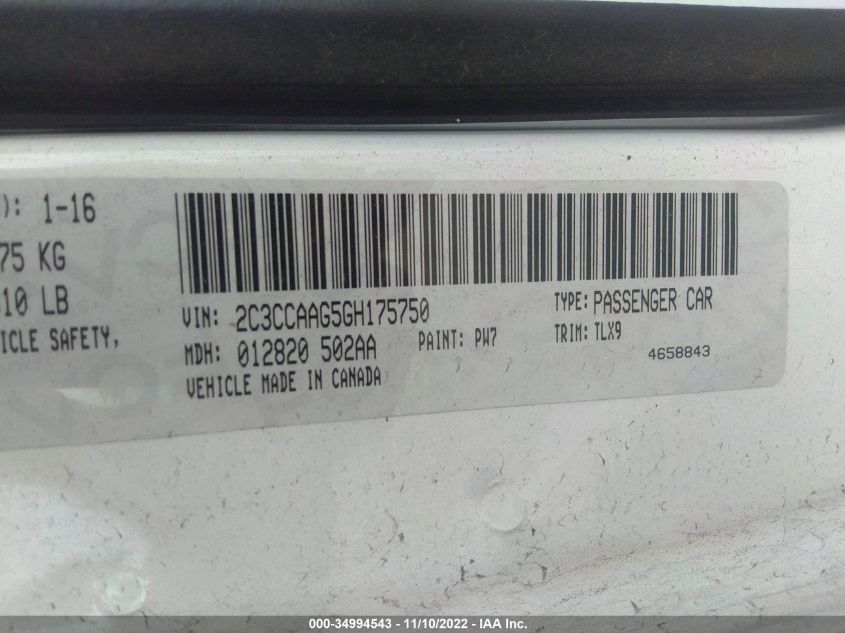 ): 1-16
75 KG
10 LB
ICLE SAFETY,
VIN: 2C3CCAAG5GH175750
TYPE: PASSENGER CAR
MDH: 012820 502AA
PAINT: PW7
TRIM: TLX9
VEHICLE MADE IN CANADA
4658843
000-34994543 - 11/10/2022 - IAA Inc.